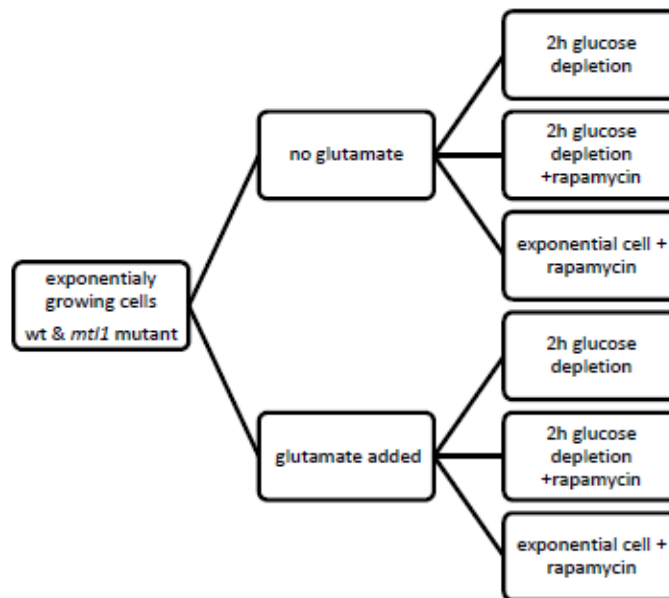 exponentialy
growing cells
wt & mtl1 mutant
no glutamate
2h glucose
depletion
2h glucose
depletion
+rapamycin
exponential cell +
rapamycin
glutamate added
2h glucose
depletion
2h glucose
depletion
+rapamycin
exponential cell +
rapamycin